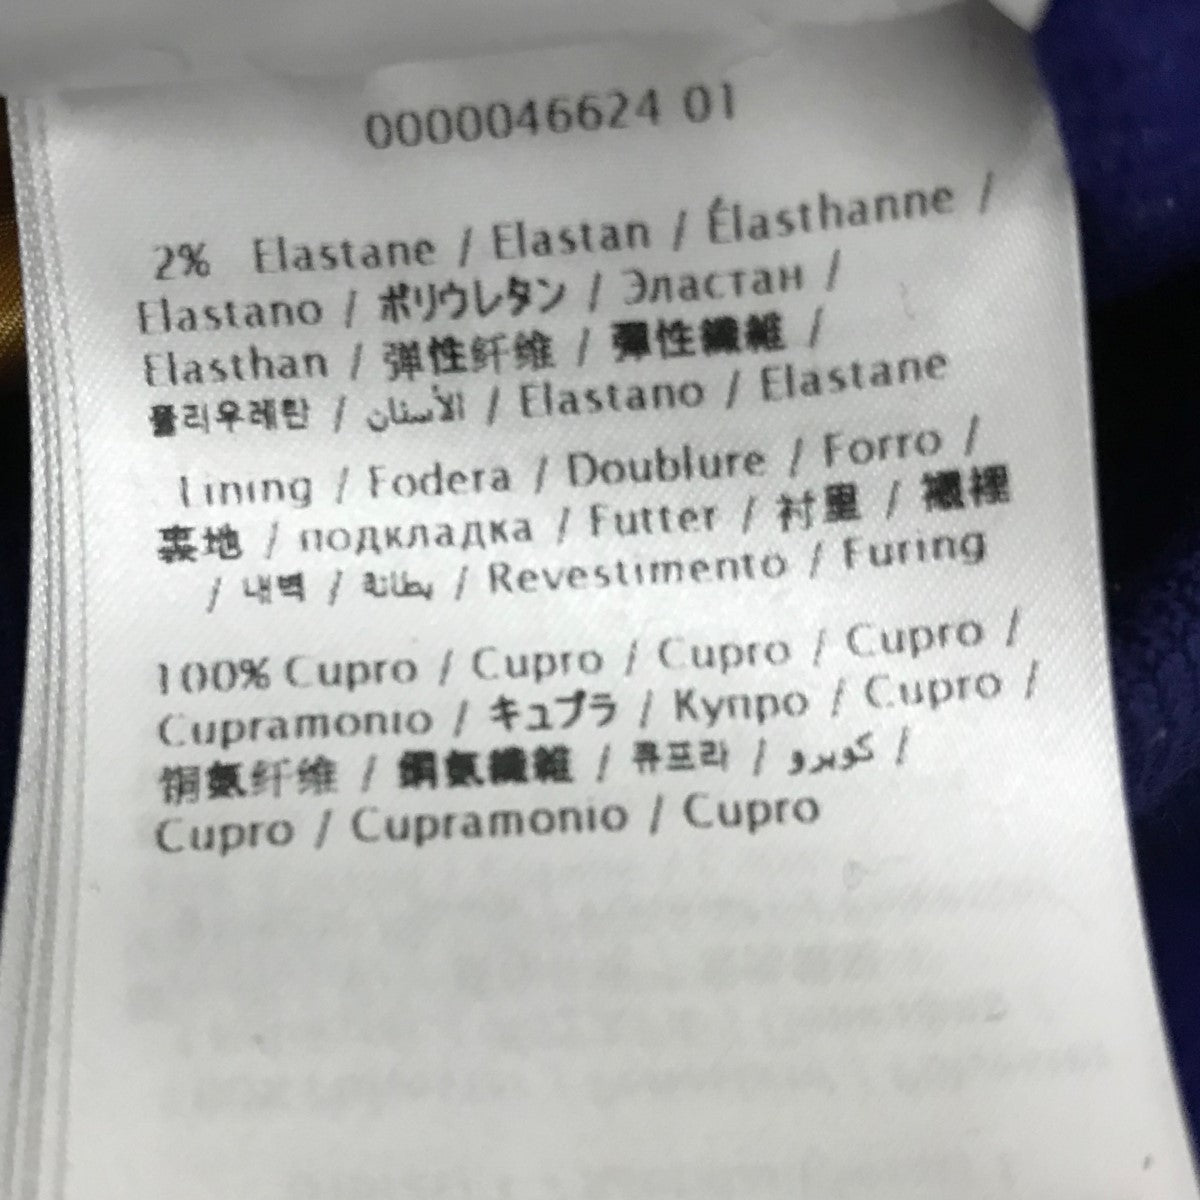 0000046624 01
2% Elastane / Elastan / Élasthanne /
Elastano / ポリウレタン / Эластан /
Elasthan / 弹性纤维 / 彈性纖維 /
폴리우레탄 / الأستان / Elastano / Elastane
Lining / Fodera / Doublure / Forro /
裏地 / подкладка / Futter / 衬里 / 襯裡
/ 내벽 / بطانة / Revestimento / Furing
100% Cupro / Cupro / Cupro / Cupro /
Cupramonio / キュプラ / Купро / Cupro /
铜氨纤维 / 銅氨纖維 / 큐프라 / كوبرو /
Cupro / Cupramonio / Cupro